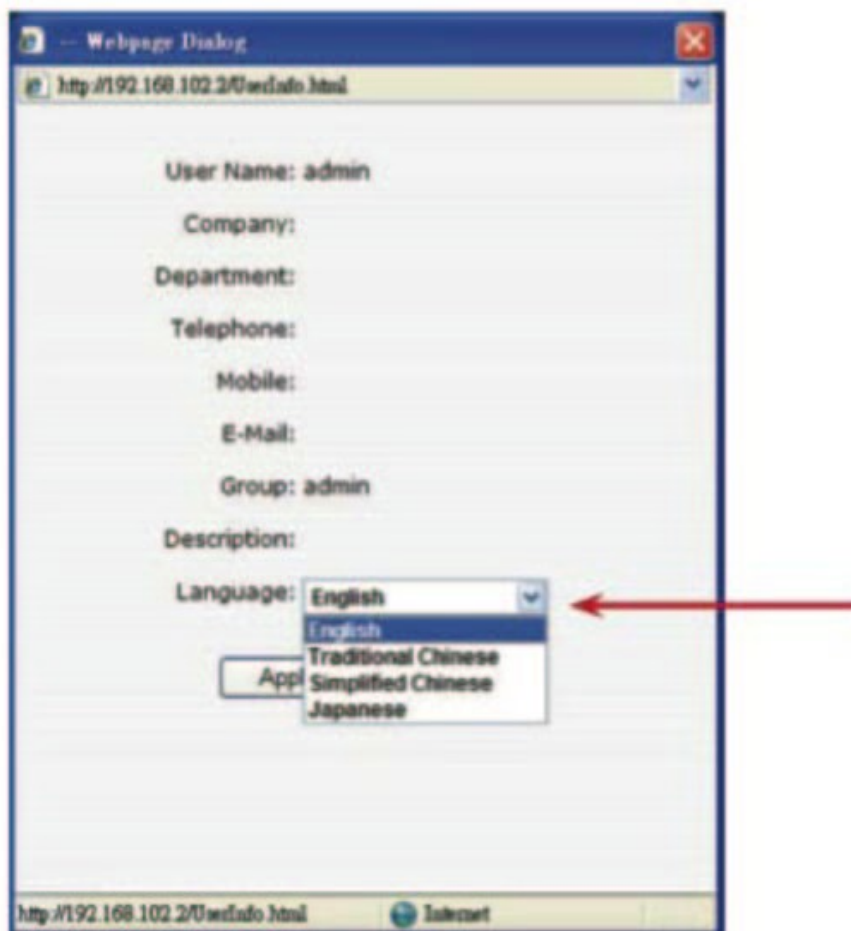 -- Webpage Dialog
http://192.168.102.2/UserInfo.html
User Name: admin
Company:
Department:
Telephone:
Mobile:
E-Mail:
Group: admin
Description:
Language: English
English
Traditional Chinese
Appl
Simplified Chinese
Japanese
http://192.168.102.2/UserInfo.html Internet